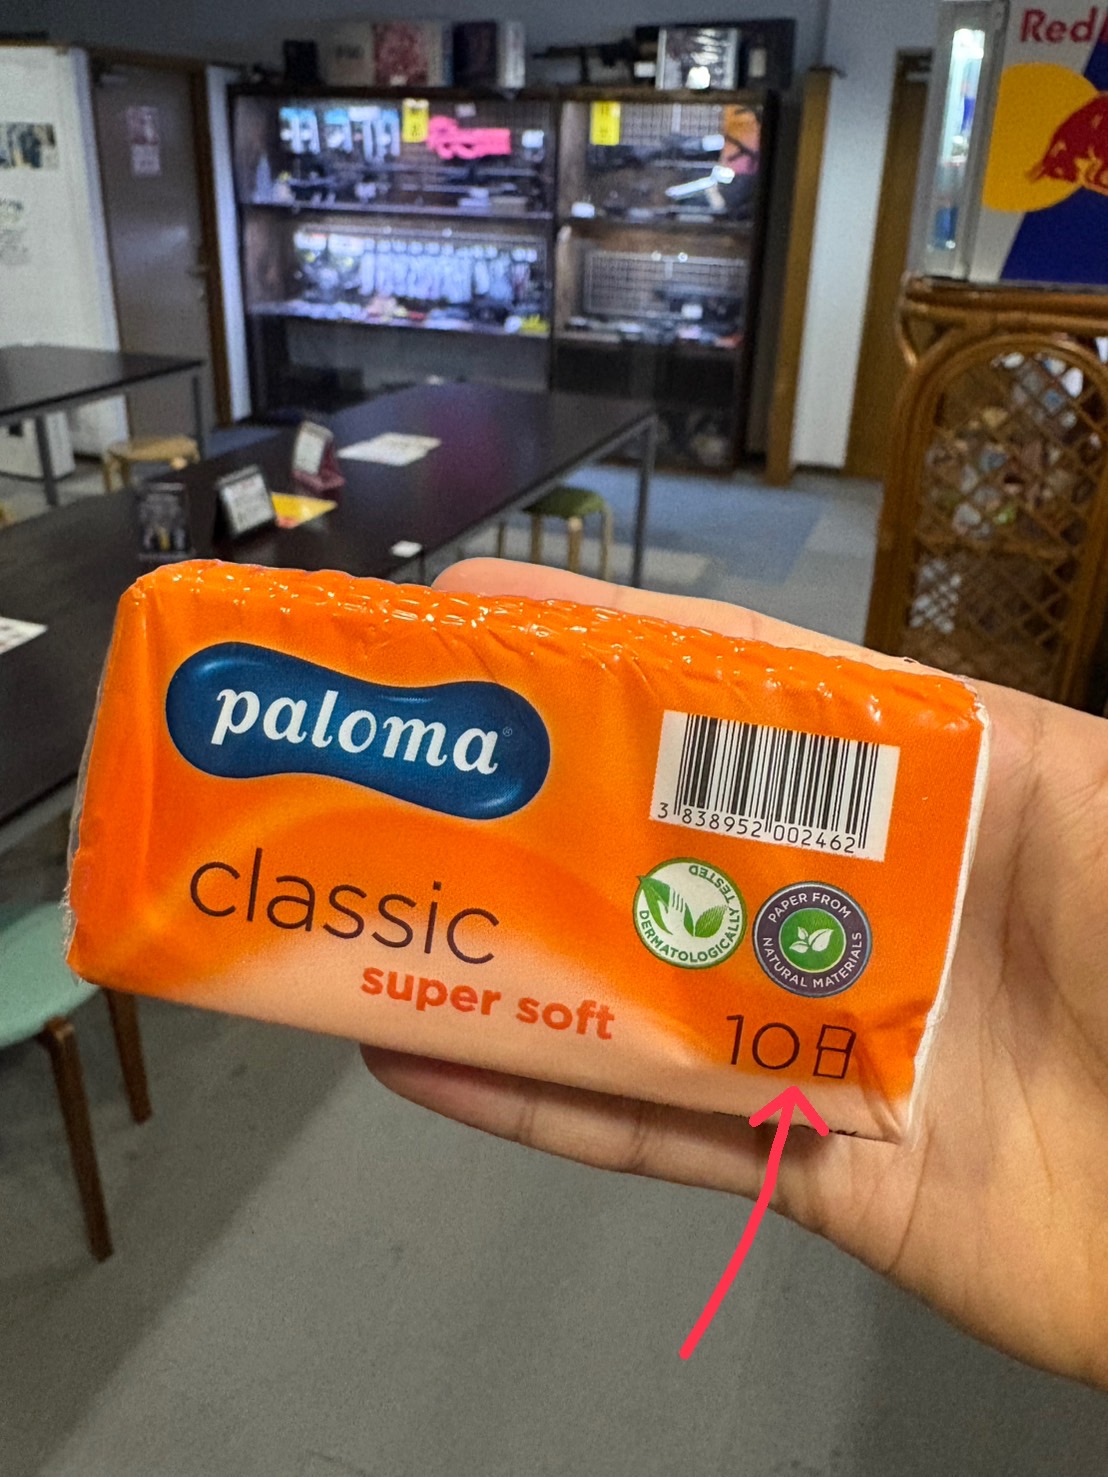 Red
paloma®
3 838952 002462
classic
super soft
DERMATOLOGICALLY TESTED
PAPER FROM
NATURAL MATERIALS
10